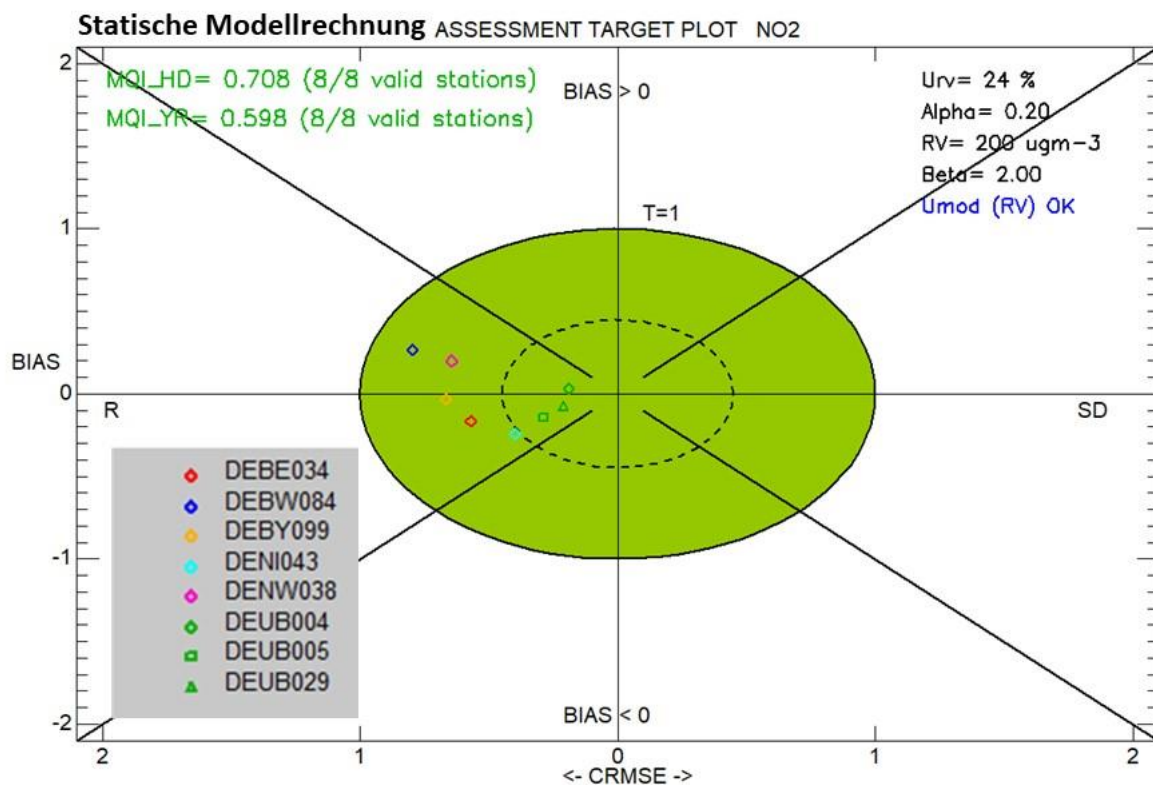 Statische Modellrechnung ASSESSMENT TARGET PLOT NO2
MQI_HD= 0.708 (8/8 valid stations)
MQI_YR= 0.598 (8/8 valid stations)
BIAS > 0
Urv= 24 %
Alpha= 0.20
RV= 200 ugm-3
Beta= 2.00
Umod (RV) OK
T=1
2
1
0
-1
-2
BIAS
R
SD
DEBE034
DEBW084
DEBY099
DENI043
DENW038
DEUB004
DEUB005
DEUB029
BIAS < 0
2 1 0 1 2
<- CRMSE ->